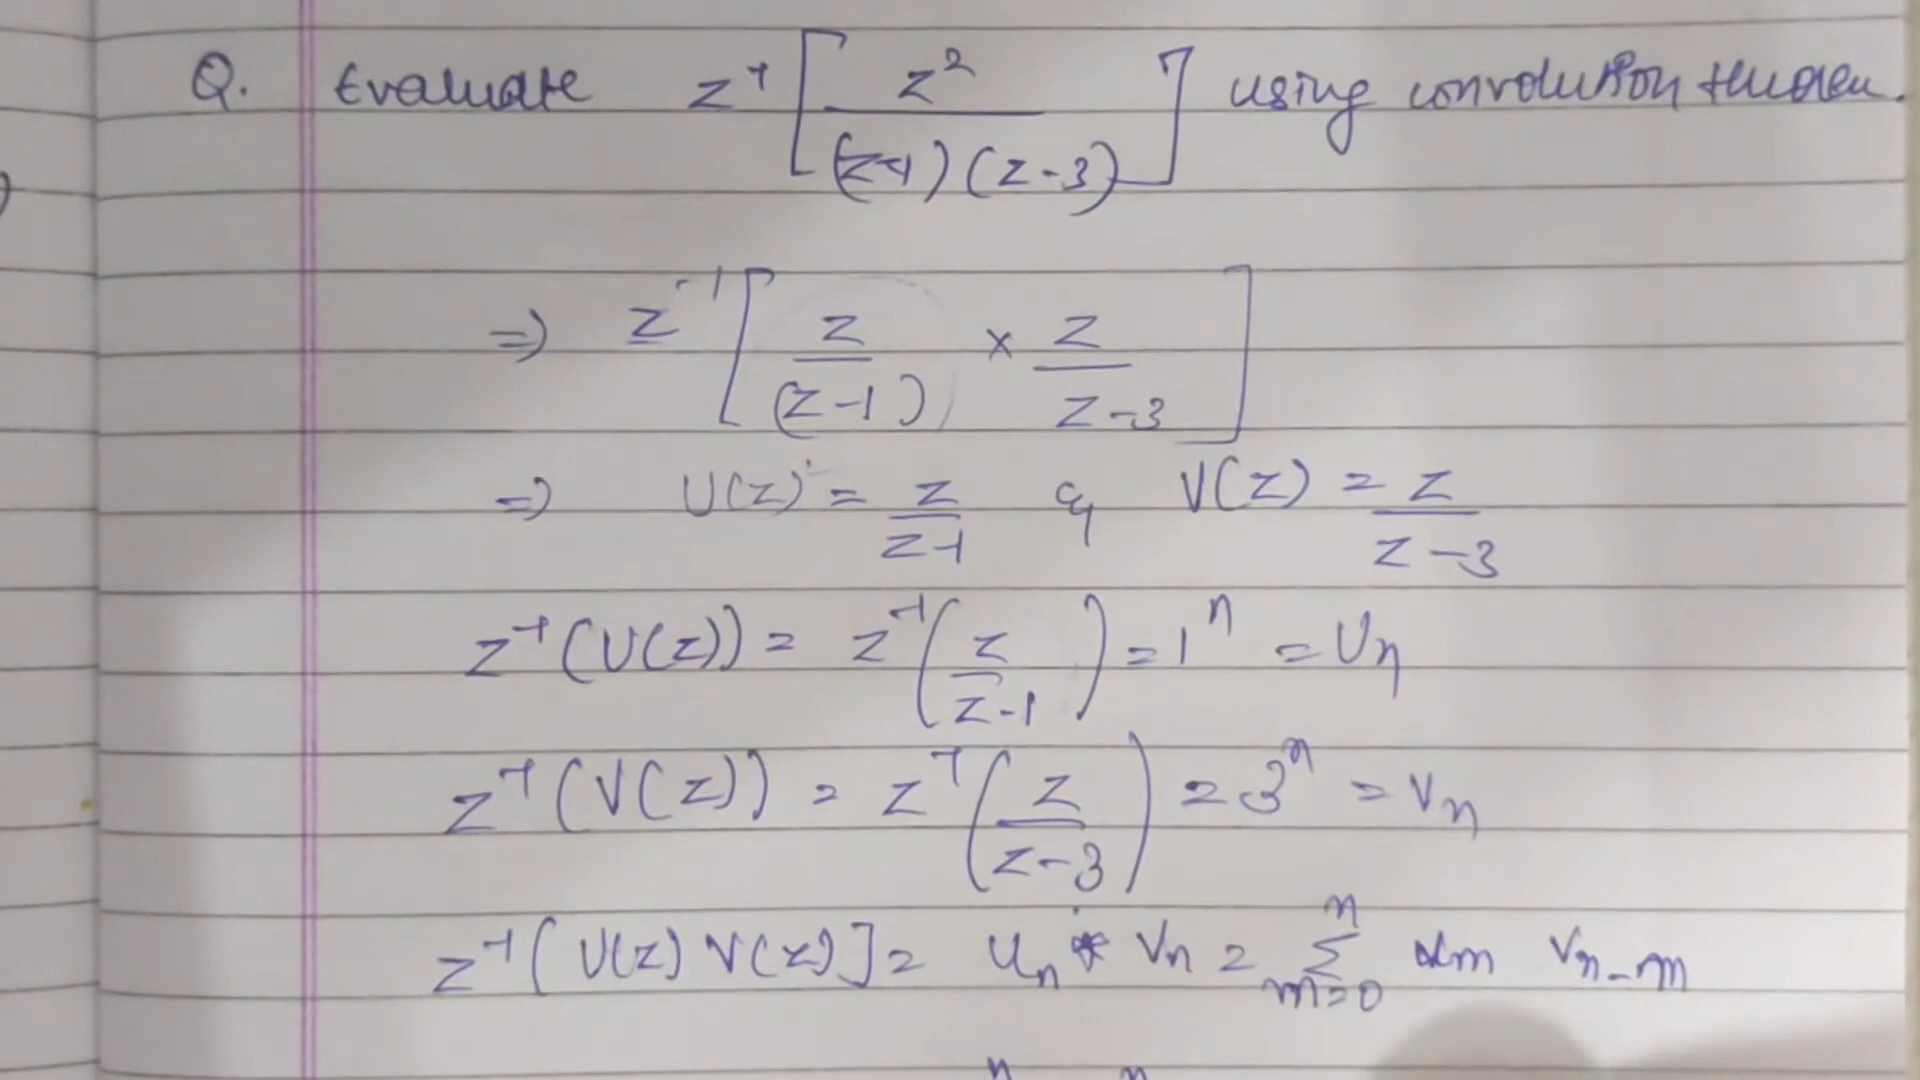 Q. Evaluate z⁻¹ [ z² / (z-1)(z-3) ] using convolution theorem.
=) z⁻¹ [ z / (z-1) × z / z-3 ]
=) U(z) = z / z-1 & V(z) = z / z-3
z⁻¹(U(z)) = z⁻¹( z / z-1 ) = 1ⁿ = Uₙ
z⁻¹(V(z)) = z⁻¹( z / z-3 ) = 3ⁿ = Vₙ
z⁻¹[ U(z) V(z) ] = Uₙ * Vₙ = Σ_{m=0}^{n} Um Vn-m
n n